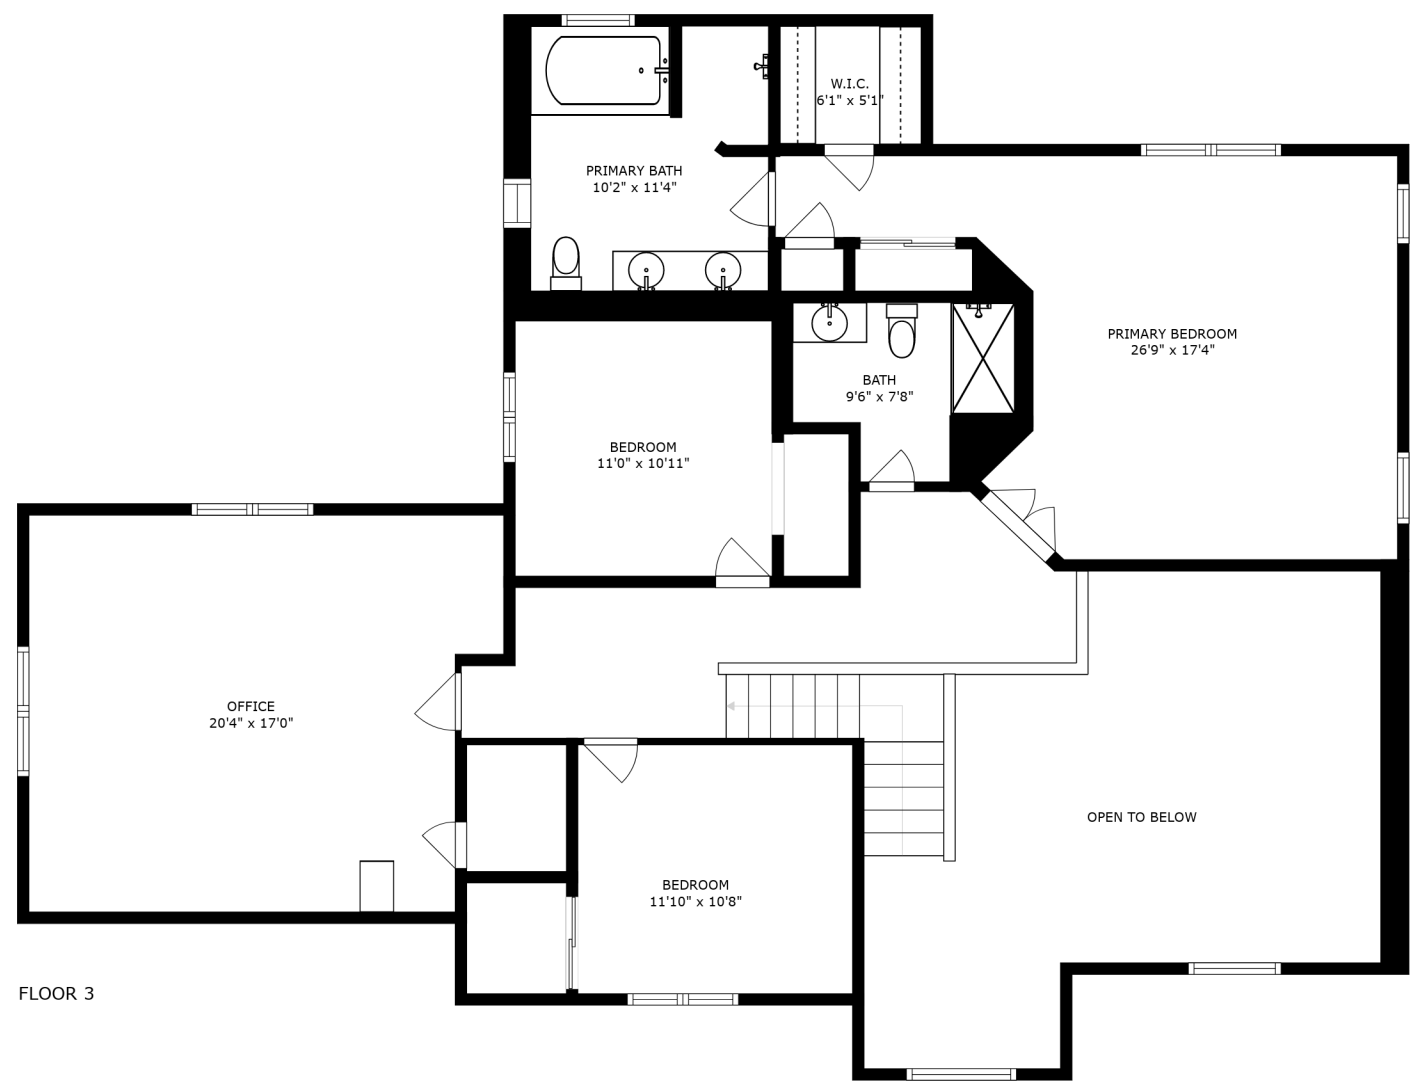 W.I.C.
6'1" x 5'1"
PRIMARY BATH
10'2" x 11'4"
PRIMARY BEDROOM
26'9" x 17'4"
BATH
9'6" x 7'8"
BEDROOM
11'0" x 10'11"
OFFICE
20'4" x 17'0"
OPEN TO BELOW
BEDROOM
11'10" x 10'8"
FLOOR 3